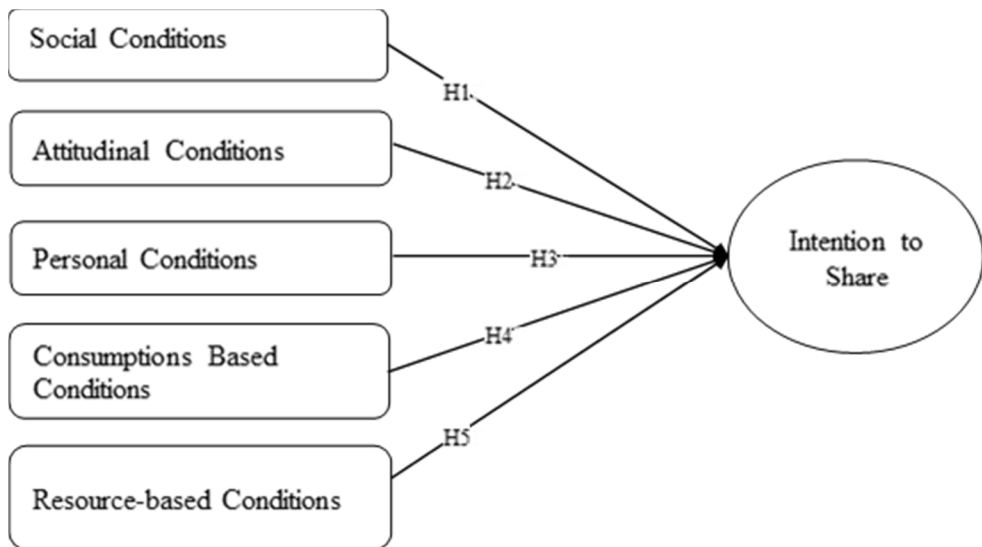 Social Conditions
H1
Attitudinal Conditions
H2
Personal Conditions
H3
Intention to
Share
Consumptions Based
Conditions
H4
Resource-based Conditions
H5